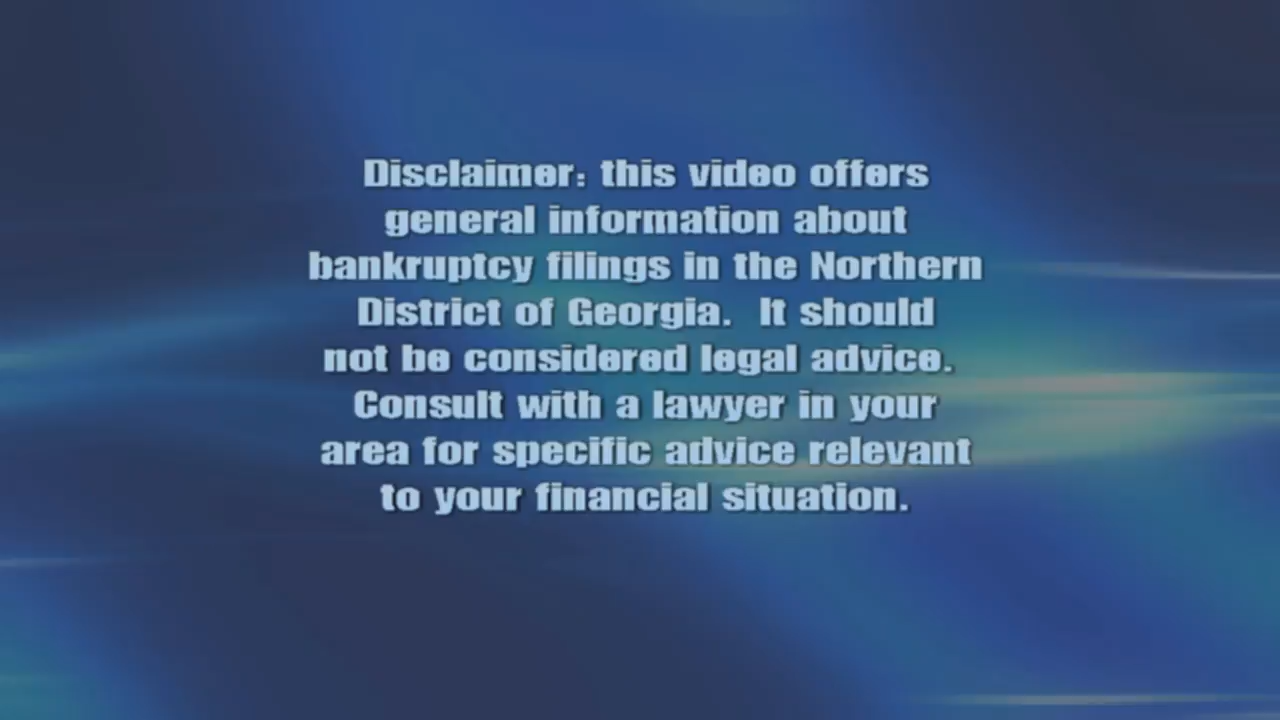 Disclaimer: this video offers
general information about
bankruptcy filings in the Northern
District of Georgia.  It should
not be considered legal advice.
Consult with a lawyer in your
area for specific advice relevant
to your financial situation.